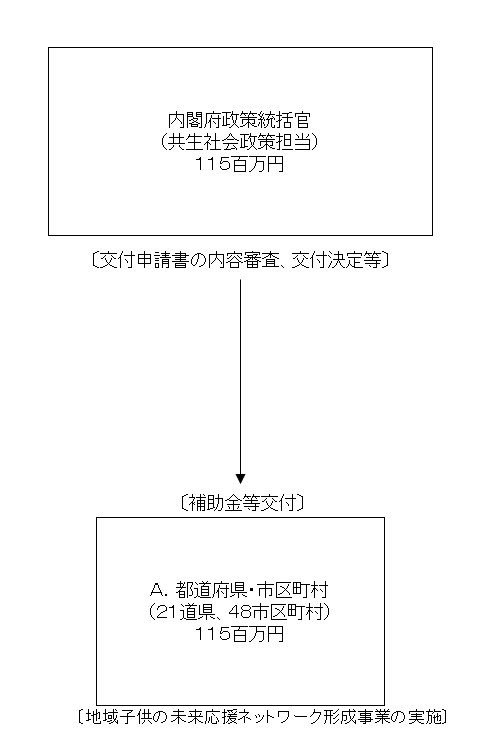 内閣府政策統括官
（共生社会政策担当）
１１５百万円
〔交付申請書の内容審査、交付決定等〕
〔補助金等交付〕
Ａ．都道府県・市区町村
（２１道県、４８市区町村）
１１５百万円
〔地域子供の未来応援ネットワーク形成事業の実施〕